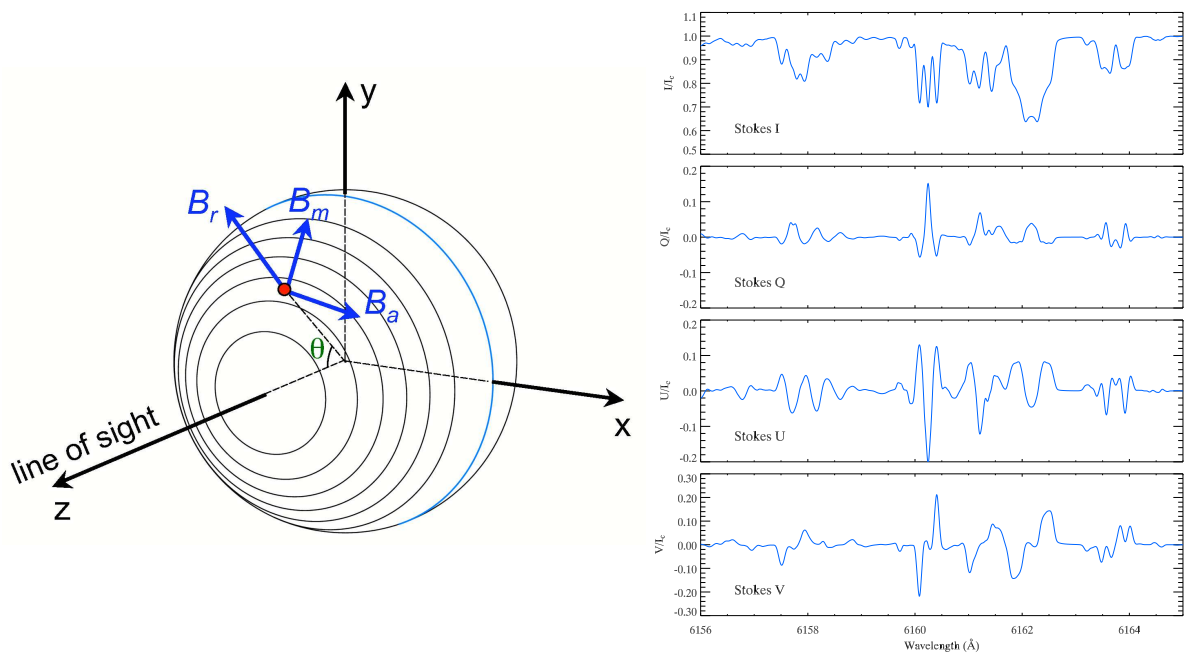 y
B_r
B_m
B_a
θ
x
line of sight
z
1.1
1.0
0.9
0.8
0.7
0.6
0.5
I/I_c
Stokes I
0.2
0.1
0.0
-0.1
-0.2
Q/I_c
Stokes Q
0.2
0.1
0.0
-0.1
-0.2
U/I_c
Stokes U
0.30
0.20
0.10
0.00
-0.10
-0.20
-0.30
V/I_c
Stokes V
6156 6158 6160 6162 6164
Wavelength (Å)